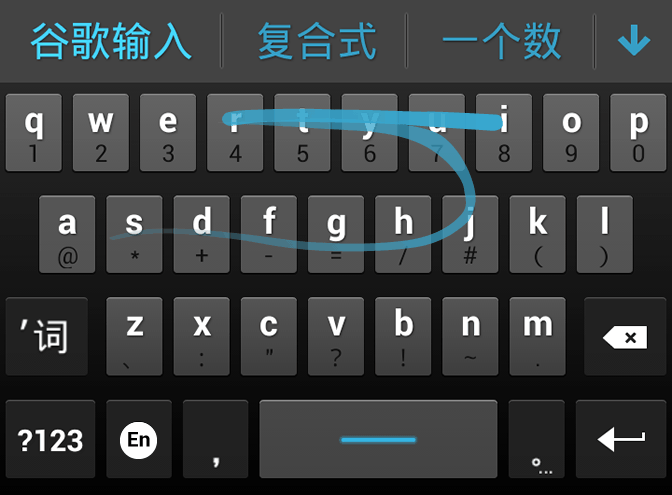 谷歌输入 复合式 一个数
q w e r t y u i o p
1 2 3 4 5 6 7 8 9 0
a s d f g h j k l
@ * + - = / # ( )
'词 z x c v b n m
、 : " ? ! ~ .
?123 En , 。...